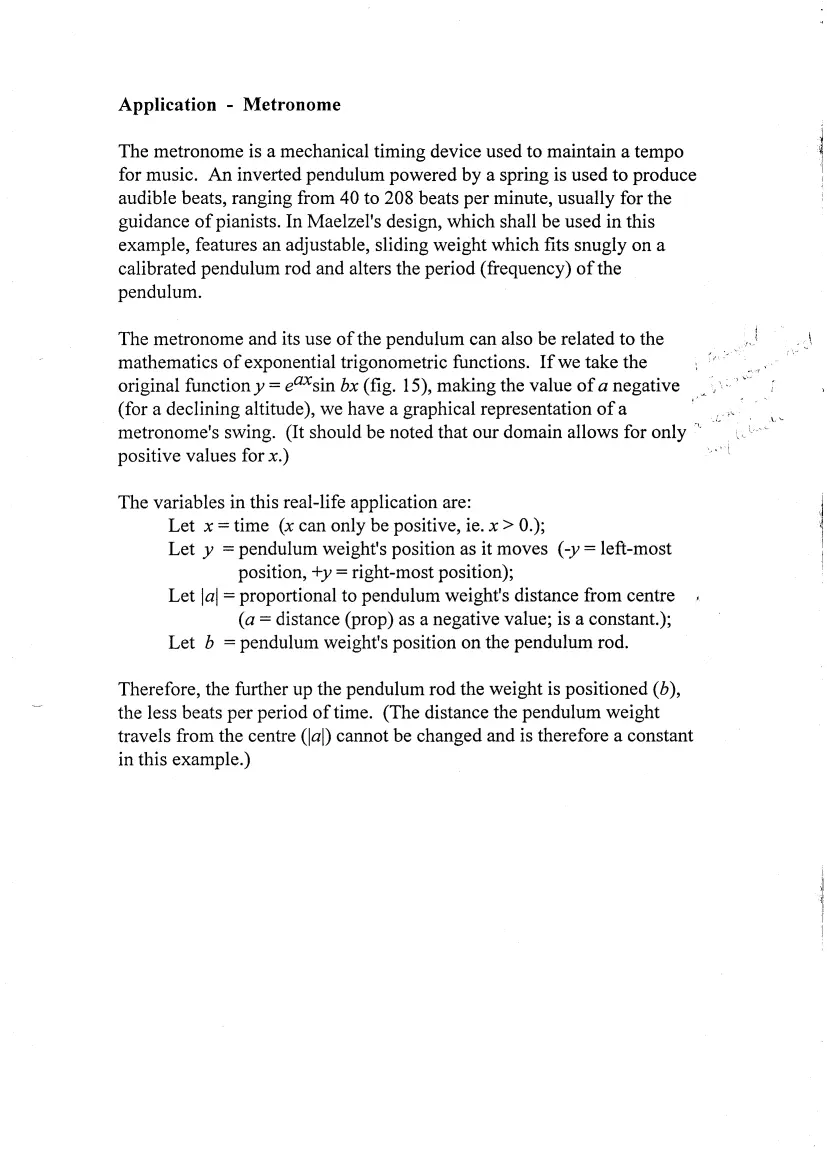 Application - Metronome
The metronome is a mechanical timing device used to maintain a tempo
for music. An inverted pendulum powered by a spring is used to produce
audible beats, ranging from 40 to 208 beats per minute, usually for the
guidance of pianists. In Maelzel's design, which shall be used in this
example, features an adjustable, sliding weight which fits snugly on a
calibrated pendulum rod and alters the period (frequency) of the
pendulum.
The metronome and its use of the pendulum can also be related to the
mathematics of exponential trigonometric functions. If we take the
original function y = e^{ax}sin bx (fig. 15), making the value of a negative
(for a declining altitude), we have a graphical representation of a
metronome's swing. (It should be noted that our domain allows for only
positive values for x.)
The variables in this real-life application are:
Let x = time (x can only be positive, ie. x > 0.);
Let y = pendulum weight's position as it moves (-y = left-most
position, +y = right-most position);
Let |a| = proportional to pendulum weight's distance from centre
(a = distance (prop) as a negative value; is a constant.);
Let b = pendulum weight's position on the pendulum rod.
Therefore, the further up the pendulum rod the weight is positioned (b),
the less beats per period of time. (The distance the pendulum weight
travels from the centre (|a|) cannot be changed and is therefore a constant
in this example.)